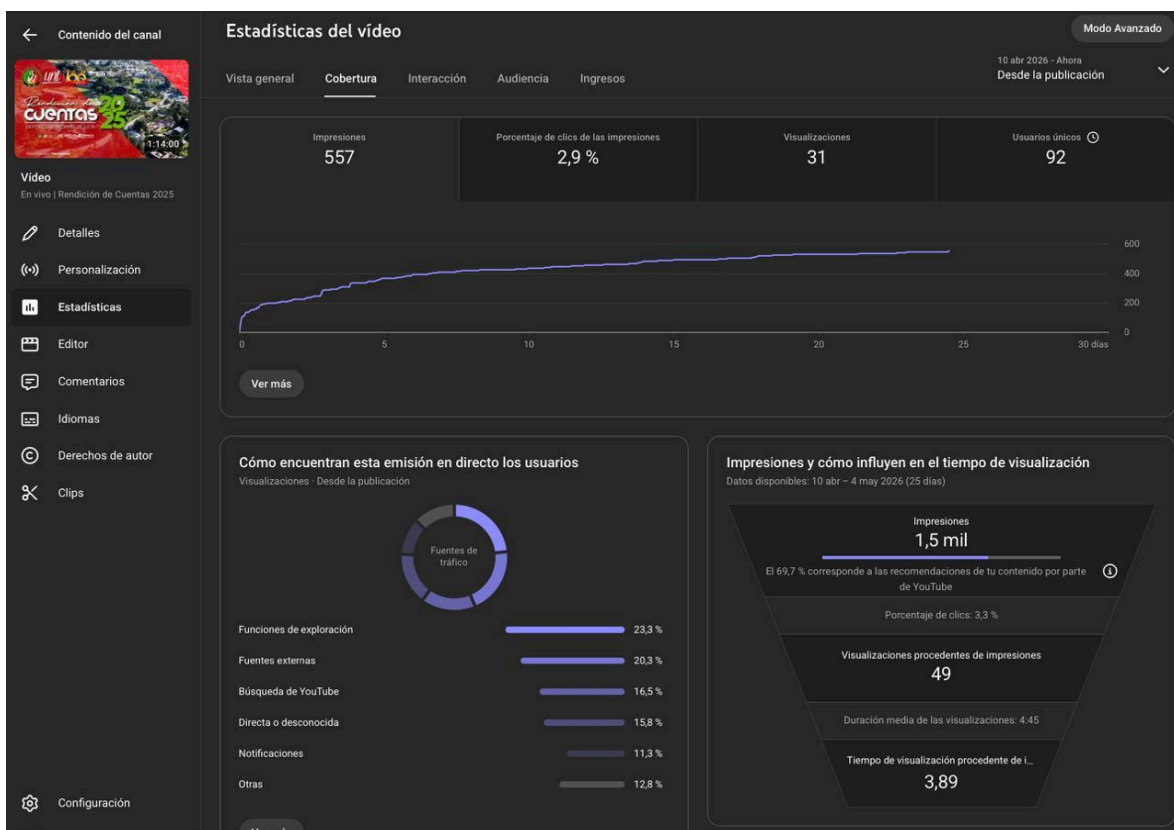 Contenido del canal
Estadísticas del vídeo
Modo Avanzado
Vista general
Cobertura
Interacción
Audiencia
Ingresos
10 abr 2026 - Ahora
Desde la publicación
unl
Rendición de
cuentas 2025
1:14:00
Vídeo
En vivo | Rendición de Cuentas 2025
Detalles
Personalización
Estadísticas
Editor
Comentarios
Idiomas
Derechos de autor
Clips
Configuración
Impresiones
557
Porcentaje de clics de las impresiones
2,9 %
Visualizaciones
31
Usuarios únicos
92
600
400
200
0
0
5
10
15
20
25
30 días
Ver más
Cómo encuentran esta emisión en directo los usuarios
Visualizaciones · Desde la publicación
Fuentes de
tráfico
Funciones de exploración 23,3 %
Fuentes externas 20,3 %
Búsqueda de YouTube 16,5 %
Directa o desconocida 15,8 %
Notificaciones 11,3 %
Otras 12,8 %
Impresiones y cómo influyen en el tiempo de visualización
Datos disponibles: 10 abr – 4 may 2026 (25 días)
Impresiones
1,5 mil
El 69,7 % corresponde a las recomendaciones de tu contenido por parte
de YouTube
Porcentaje de clics: 3,3 %
Visualizaciones procedentes de impresiones
49
Duración media de las visualizaciones: 4:45
Tiempo de visualización procedente de i...
3,89